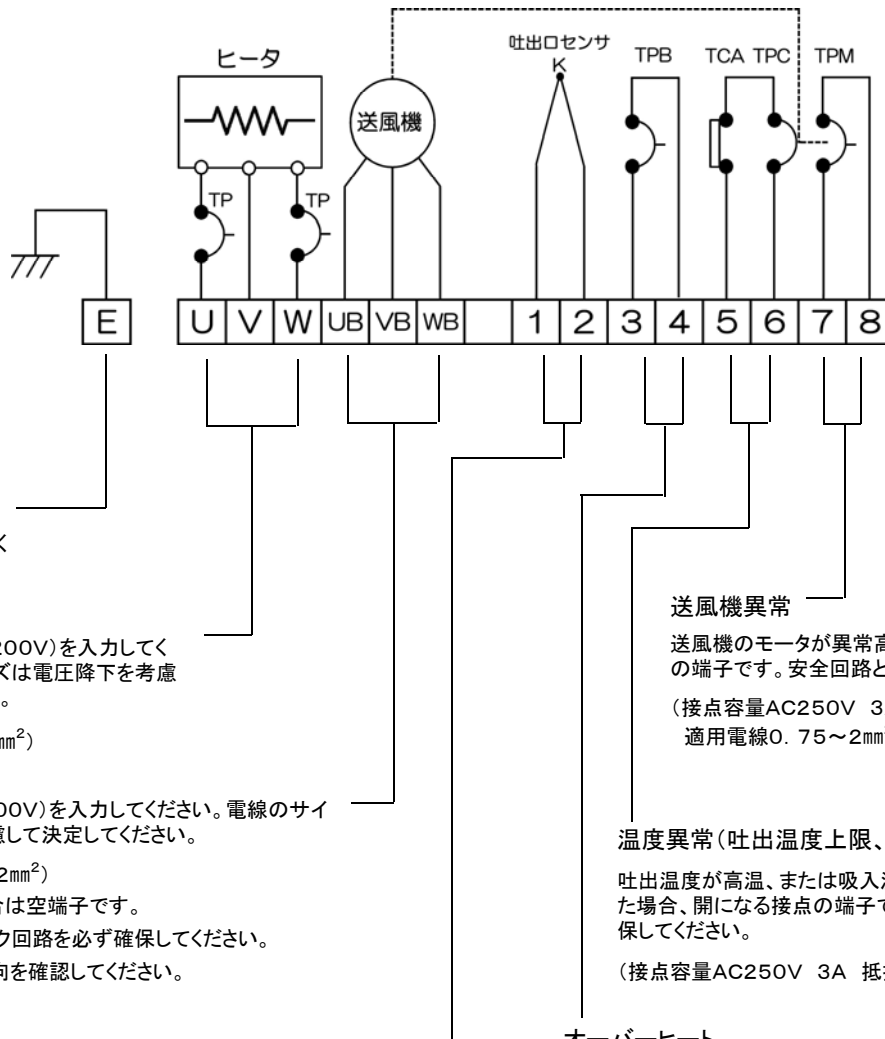 ヒータ
送風機
吐出口センサ
K
TPB
TCA TPC
TPM
TP
TP
E
U V W UB VB WB 1 2 3 4 5 6 7 8
く
200V)を入力してく
ズは電圧降下を考慮
。
mm²)
00V)を入力してください。電線のサイ
慮して決定してください。
2mm²)
合は空端子です。
ク回路を必ず確保してください。
向を確認してください。
送風機異常
送風機のモータが異常高
の端子です。安全回路と
(接点容量AC250V 3
適用電線0.75～2mm²
温度異常(吐出温度上限、
吐出温度が高温、または吸入
た場合、開になる接点の端子で
保してください。
(接点容量AC250V 3A 抵
オーバーヒート